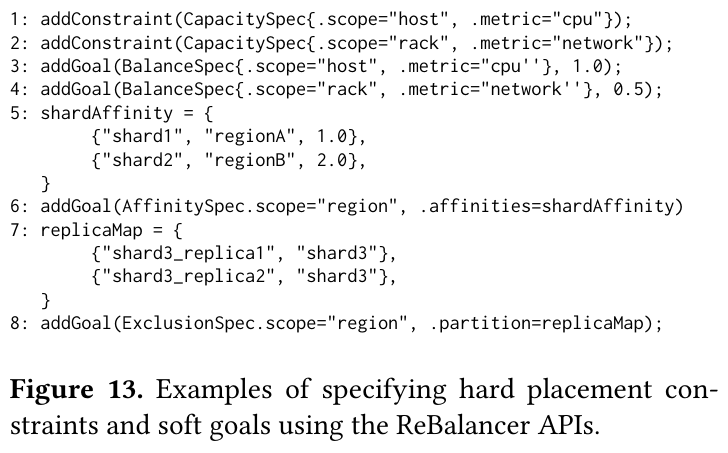 1: addConstraint(CapacitySpec{.scope="host", .metric="cpu"});
2: addConstraint(CapacitySpec{.scope="rack", .metric="network"});
3: addGoal(BalanceSpec{.scope="host", .metric="cpu''}, 1.0);
4: addGoal(BalanceSpec{.scope="rack", .metric="network''}, 0.5);
5: shardAffinity = {
{"shard1", "regionA", 1.0},
{"shard2", "regionB", 2.0},
}
6: addGoal(AffinitySpec.scope="region", .affinities=shardAffinity)
7: replicaMap = {
{"shard3_replica1", "shard3"},
{"shard3_replica2", "shard3"},
}
8: addGoal(ExclusionSpec.scope="region", .partition=replicaMap);
Figure 13. Examples of specifying hard placement con-
straints and soft goals using the ReBalancer APIs.